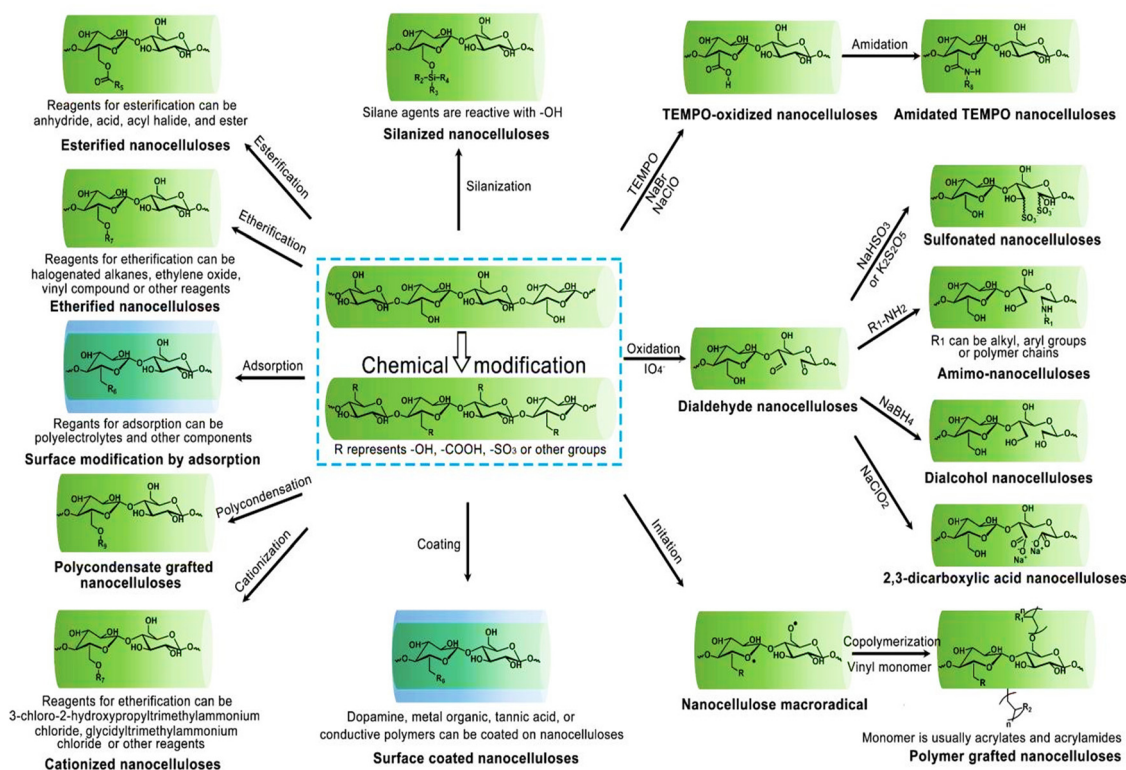 Reagents for esterification can be
anhydride, acid, acyl halide, and ester
Esterified nanocelluloses
Esterification
Silane agents are reactive with -OH
Silanized nanocelluloses
Silanization
TEMPO-oxidized nanocelluloses
Amidation
Amidated TEMPO nanocelluloses
TEMPO
NaBr
NaClO
Etherification
Reagents for etherification can be
halogenated alkanes, ethylene oxide,
vinyl compound or other reagents
Etherified nanocelluloses
Adsorption
Regants for adsorption can be
polyelectrolytes and other components
Surface modification by adsorption
Chemical modification
R represents -OH, -COOH, -SO3 or other groups
Oxidation
IO4-
Dialdehyde nanocelluloses
NaHSO3
or K2S2O5
Sulfonated nanocelluloses
R1-NH2
R1 can be alkyl, aryl groups
or polymer chains
Amimo-nanocelluloses
NaBH4
Dialcohol nanocelluloses
NaClO2
2,3-dicarboxylic acid nanocelluloses
Polycondensation
Polycondensate grafted
nanocelluloses
Cationization
Reagents for etherification can be
3-chloro-2-hydroxypropyltrimethylammonium
chloride, glycidyltrimethylammonium
chloride or other reagents
Cationized nanocelluloses
Coating
Dopamine, metal organic, tannic acid, or
conductive polymers can be coated on nanocelluloses
Surface coated nanocelluloses
Initation
Nanocellulose macroradical
Copolymerization
Vinyl monomer
Monomer is usually acrylates and acrylamides
Polymer grafted nanocelluloses